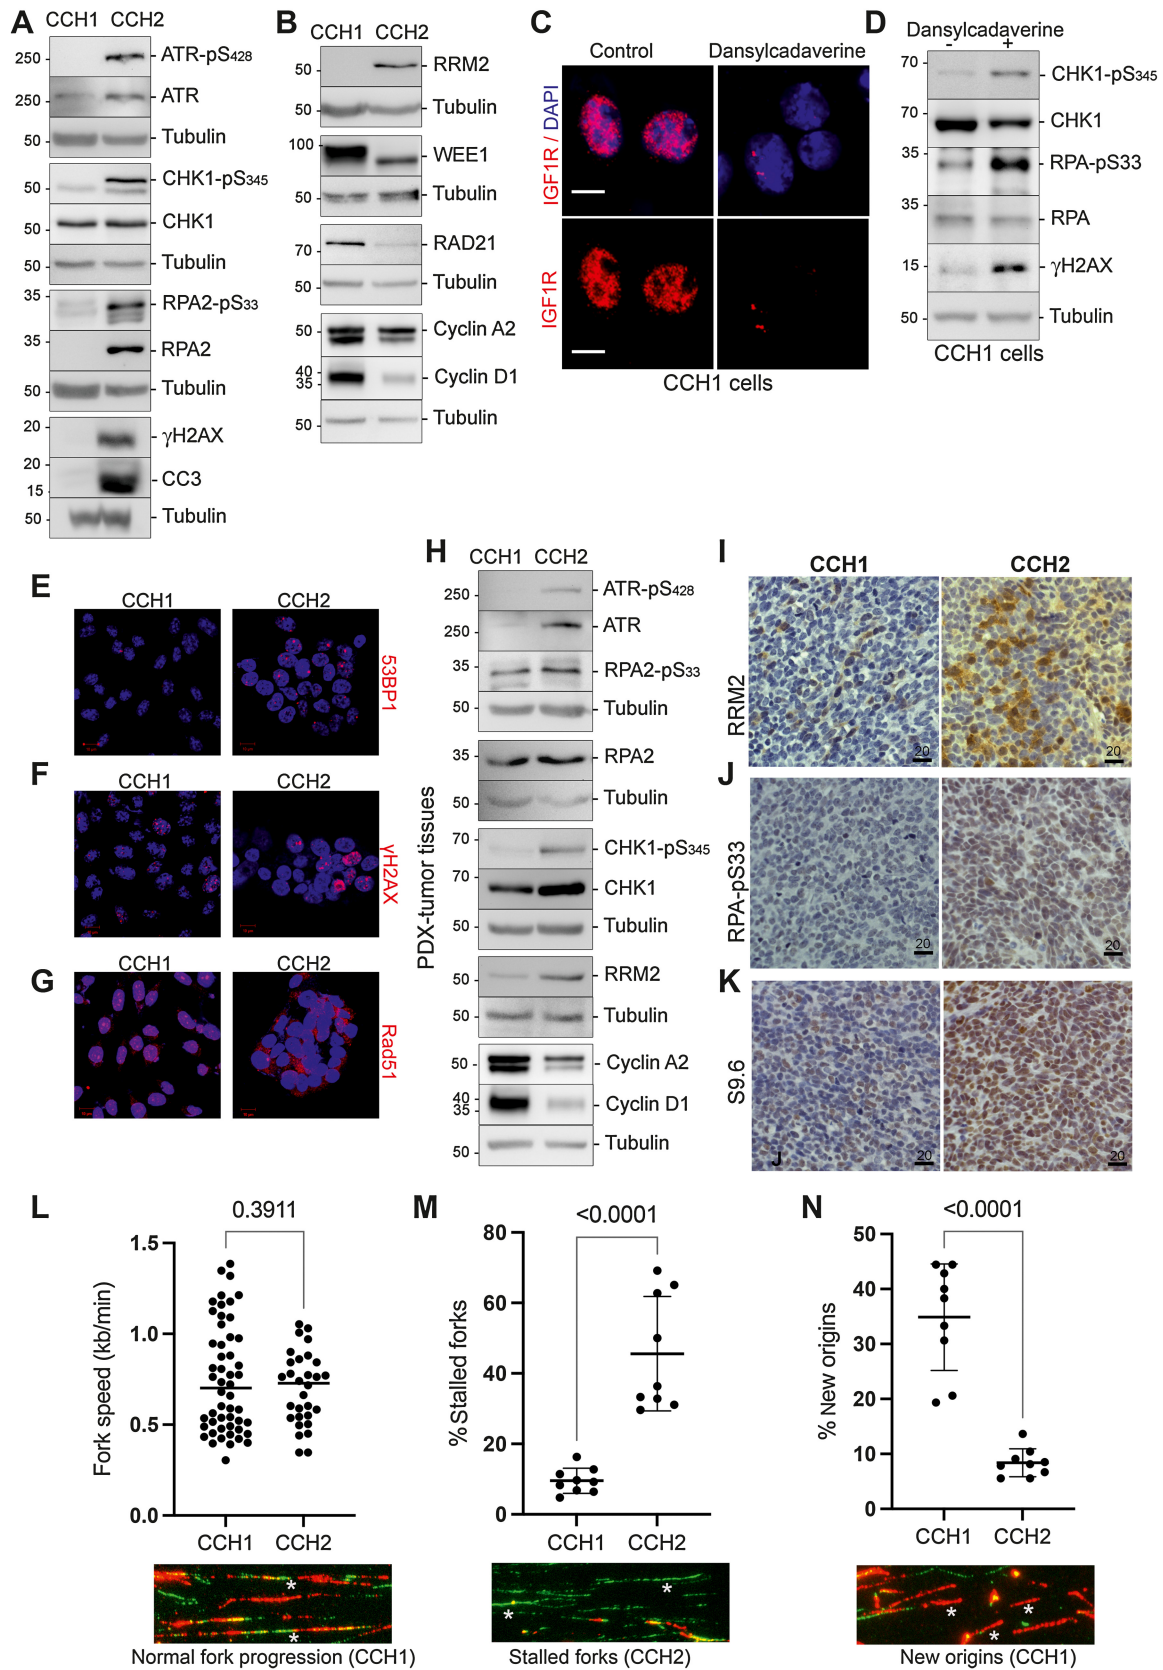 A
CCH1 CCH2
250
ATR-pS428
250
ATR
50
Tubulin
50
CHK1-pS345
50
CHK1
50
Tubulin
35
RPA2-pS33
35
RPA2
50
Tubulin
20
γH2AX
20
15
CC3
50
Tubulin
B
CCH1 CCH2
50
RRM2
50
Tubulin
100
WEE1
50
Tubulin
70
RAD21
50
Tubulin
50
Cyclin A2
40
35
Cyclin D1
50
Tubulin
C
Control Dansylcadaverine
IGF1R / DAPI
IGF1R
CCH1 cells
D
Dansylcadaverine
- +
70
CHK1-pS345
70
CHK1
35
RPA-pS33
35
RPA
15
γH2AX
50
Tubulin
CCH1 cells
E
CCH1 CCH2
53BP1
F
CCH1 CCH2
γH2AX
G
CCH1 CCH2
Rad51
H
CCH1 CCH2
PDX-tumor tissues
250
ATR-pS428
250
ATR
35
RPA2-pS33
50
Tubulin
35
RPA2
50
Tubulin
70
CHK1-pS345
70
CHK1
50
Tubulin
50
RRM2
50
Tubulin
50
Cyclin A2
40
35
Cyclin D1
50
Tubulin
I
CCH1 CCH2
RRM2
20 20
J
RPA-pS33
20 20
K
S9.6
J
20 20
L
0.3911
Fork speed (kb/min)
1.5
1.0
0.5
0.0
CCH1 CCH2
* *
Normal fork progression (CCH1)
M
<0.0001
% Stalled forks
80
60
40
20
0
CCH1 CCH2
* *
Stalled forks (CCH2)
N
<0.0001
% New origins
50
40
30
20
10
0
CCH1 CCH2
* * *
New origins (CCH1)